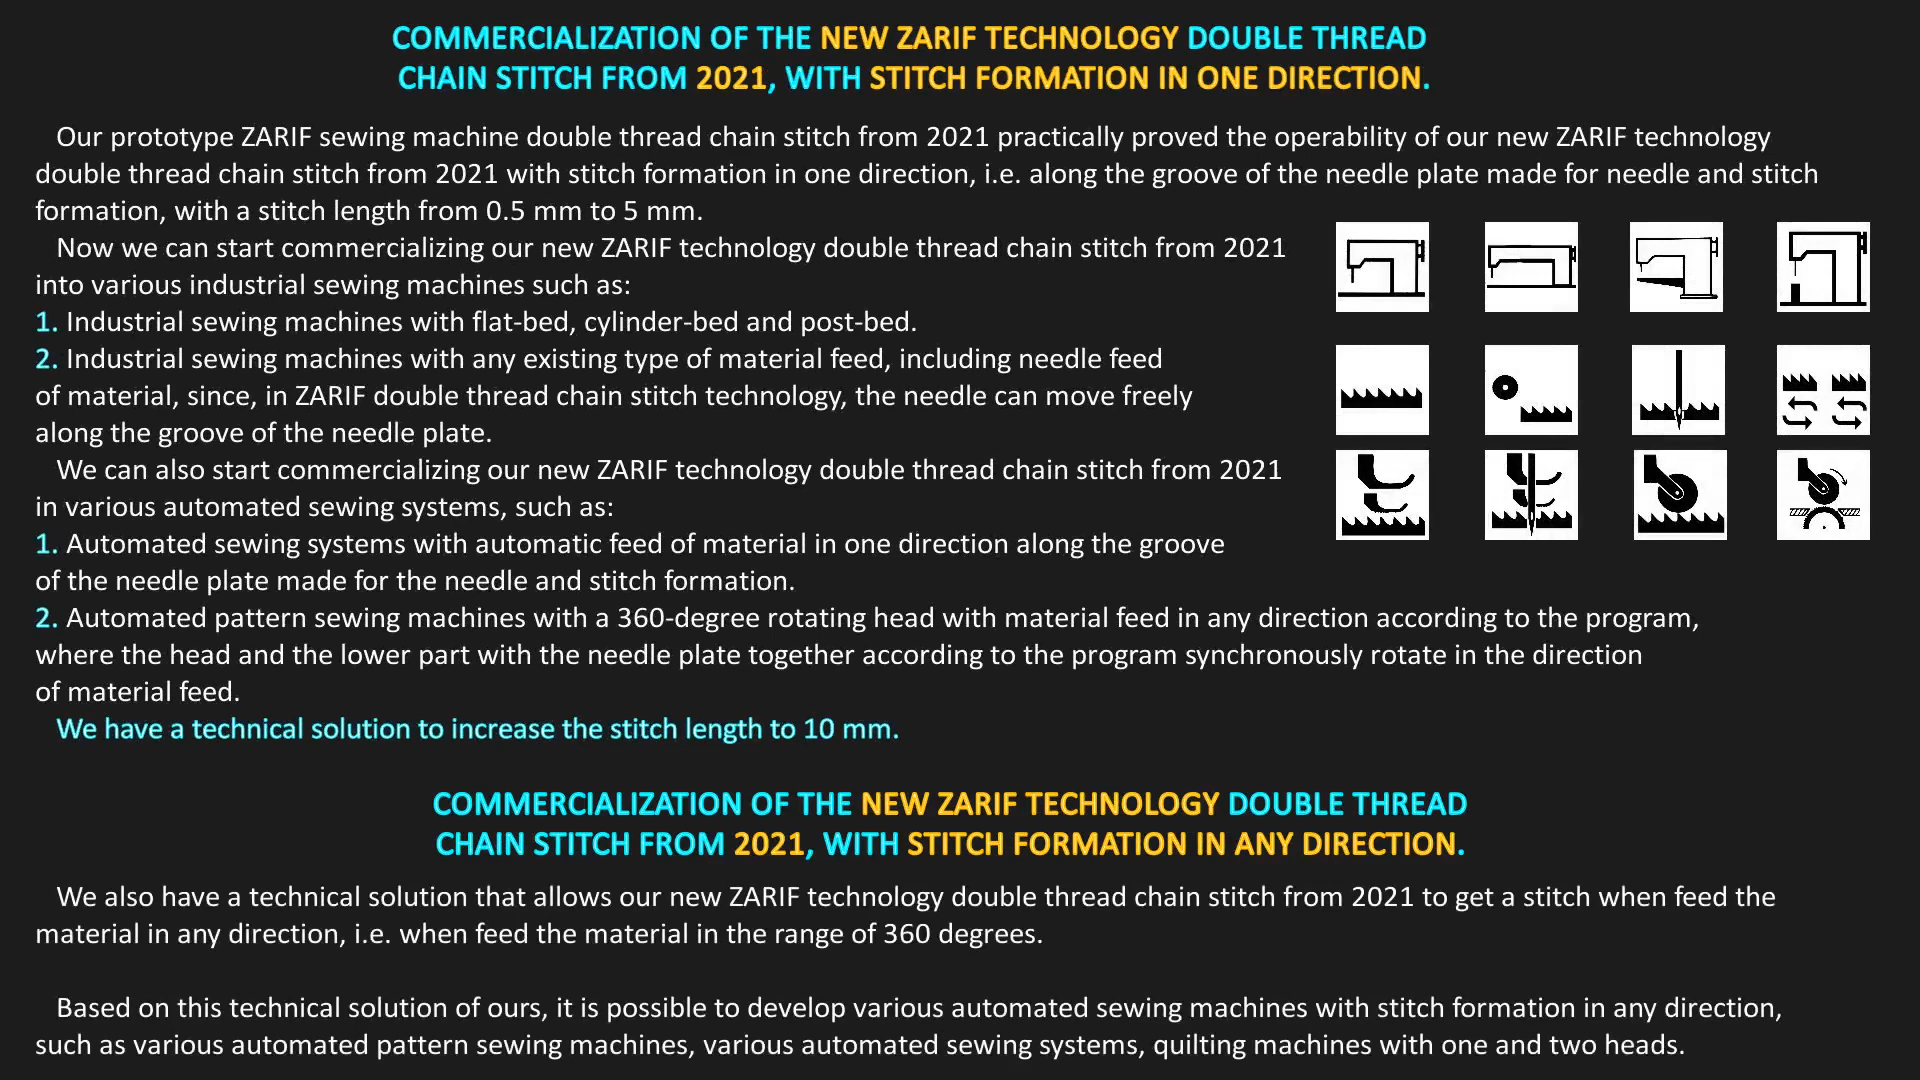 COMMERCIALIZATION OF THE NEW ZARIF TECHNOLOGY DOUBLE THREAD
CHAIN STITCH FROM 2021, WITH STITCH FORMATION IN ONE DIRECTION.
Our prototype ZARIF sewing machine double thread chain stitch from 2021 practically proved the operability of our new ZARIF technology
double thread chain stitch from 2021 with stitch formation in one direction, i.e. along the groove of the needle plate made for needle and stitch
formation, with a stitch length from 0.5 mm to 5 mm.
Now we can start commercializing our new ZARIF technology double thread chain stitch from 2021
into various industrial sewing machines such as:
1. Industrial sewing machines with flat-bed, cylinder-bed and post-bed.
2. Industrial sewing machines with any existing type of material feed, including needle feed
of material, since, in ZARIF double thread chain stitch technology, the needle can move freely
along the groove of the needle plate.
We can also start commercializing our new ZARIF technology double thread chain stitch from 2021
in various automated sewing systems, such as:
1. Automated sewing systems with automatic feed of material in one direction along the groove
of the needle plate made for the needle and stitch formation.
2. Automated pattern sewing machines with a 360-degree rotating head with material feed in any direction according to the program,
where the head and the lower part with the needle plate together according to the program synchronously rotate in the direction
of material feed.
We have a technical solution to increase the stitch length to 10 mm.
COMMERCIALIZATION OF THE NEW ZARIF TECHNOLOGY DOUBLE THREAD
CHAIN STITCH FROM 2021, WITH STITCH FORMATION IN ANY DIRECTION.
We also have a technical solution that allows our new ZARIF technology double thread chain stitch from 2021 to get a stitch when feed the
material in any direction, i.e. when feed the material in the range of 360 degrees.
Based on this technical solution of ours, it is possible to develop various automated sewing machines with stitch formation in any direction,
such as various automated pattern sewing machines, various automated sewing systems, quilting machines with one and two heads.